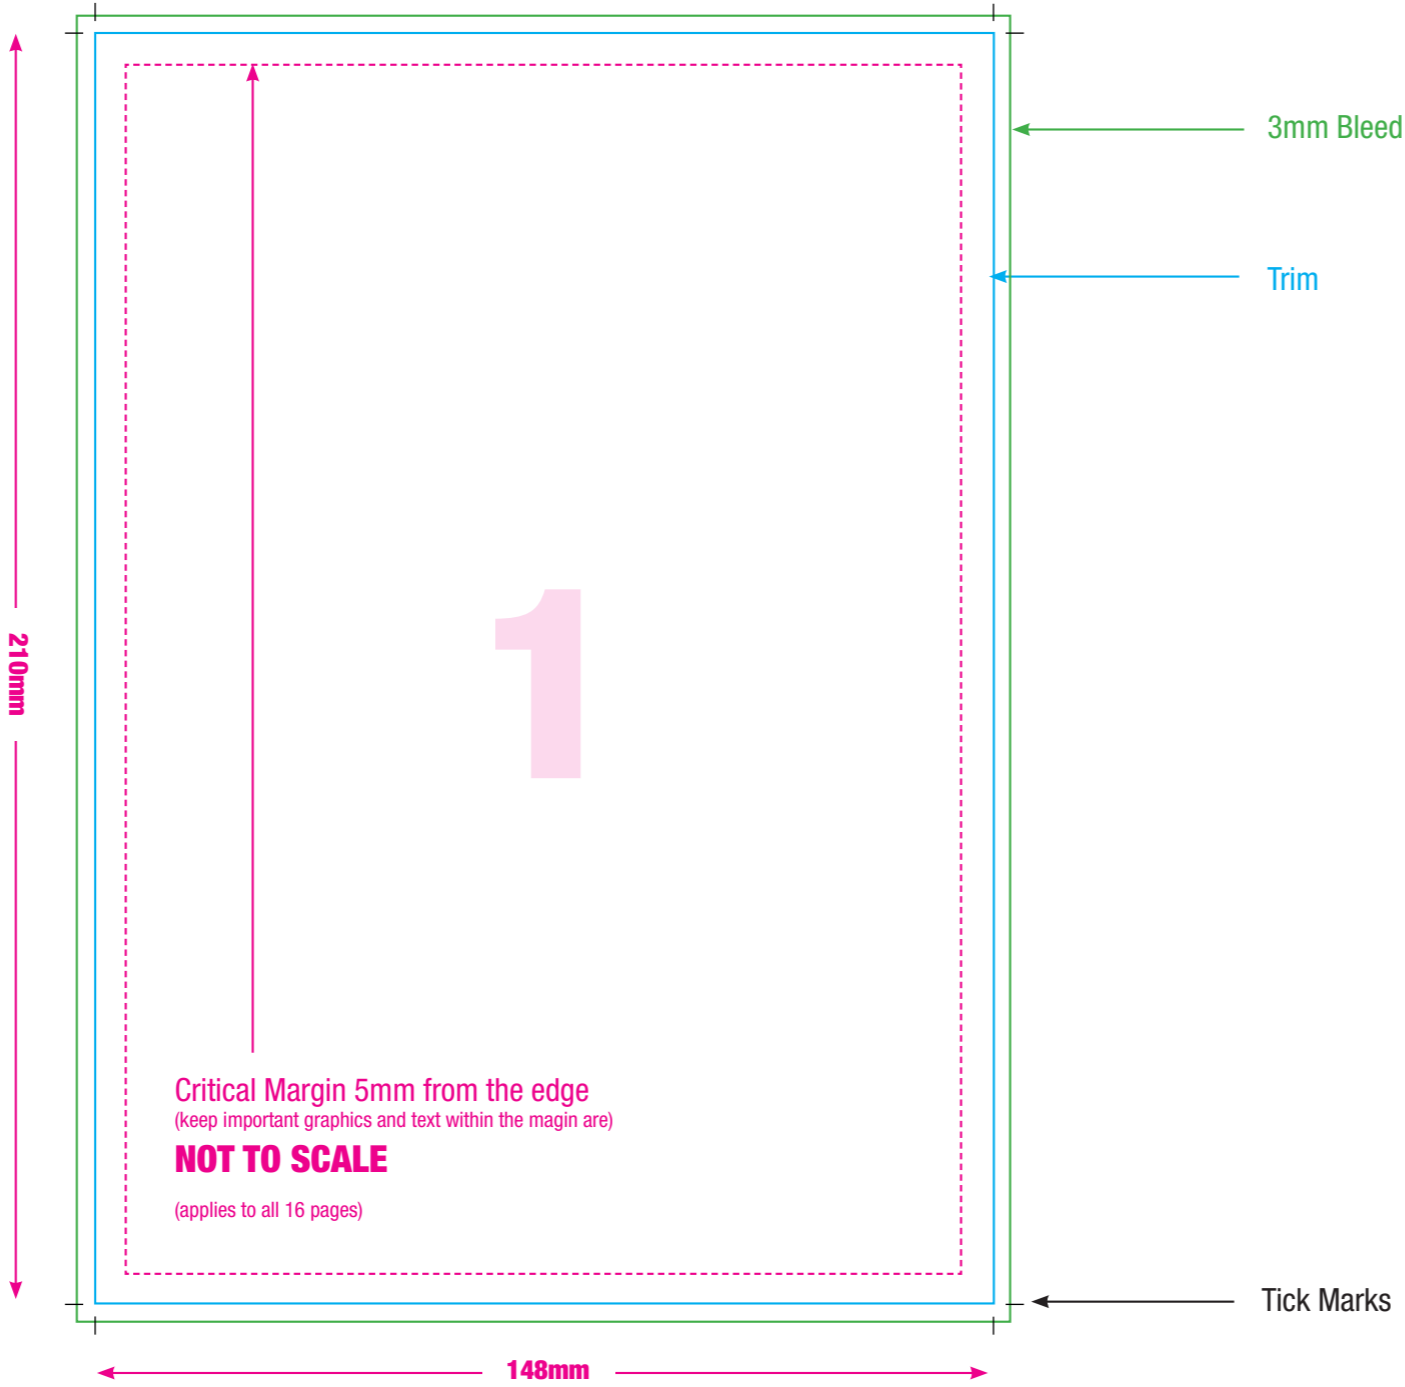 3mm Bleed
Trim
1
210mm
Critical Margin 5mm from the edge
(keep important graphics and text within the magin are)
NOT TO SCALE
(applies to all 16 pages)
Tick Marks
148mm